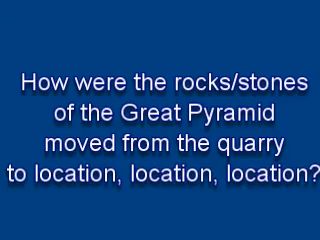 How were the rocks/stones
of the Great Pyramid
moved from the quarry
to location, location, location?